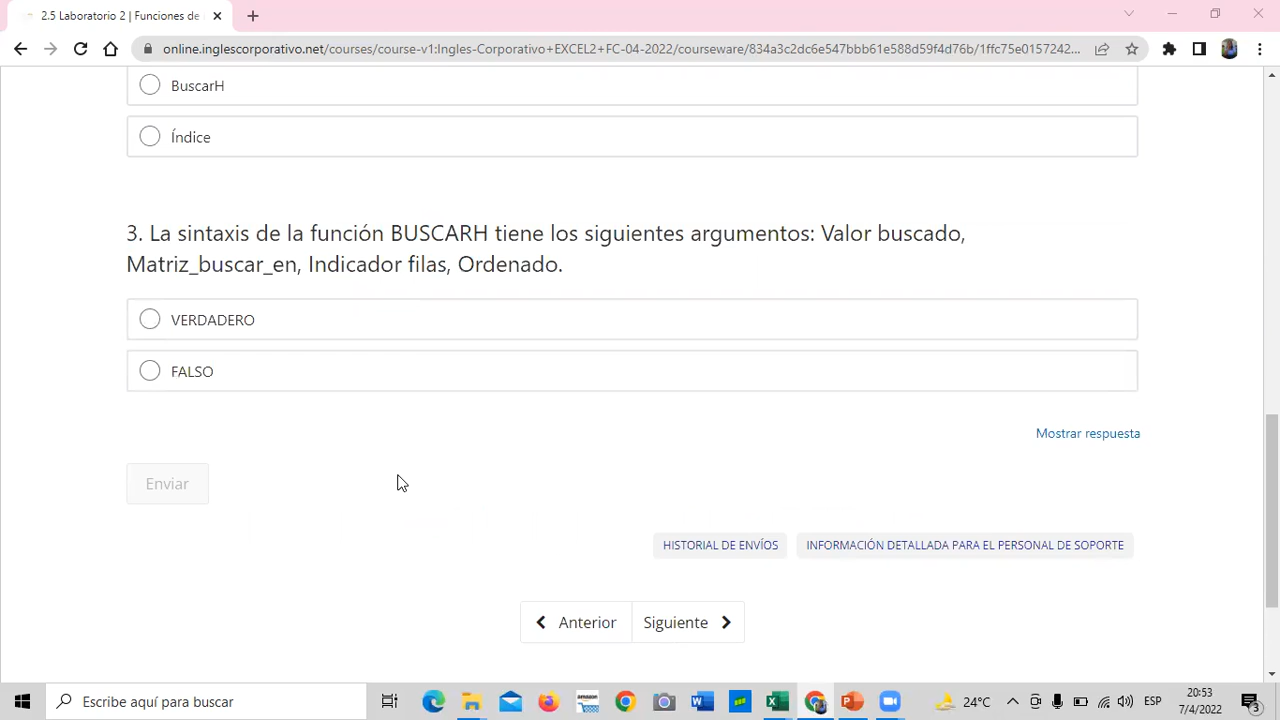 2.5 Laboratorio 2 | Funciones de
online.inglescorporativo.net/courses/course-v1:Ingles-Corporativo+EXCEL2+FC-04-2022/courseware/834a3c2dc6e547bbb61e588d59f4d76b/1ffc75e0157242...
BuscarH
Índice
3. La sintaxis de la función BUSCARH tiene los siguientes argumentos: Valor buscado,
Matriz_buscar_en, Indicador filas, Ordenado.
VERDADERO
FALSO
Mostrar respuesta
Enviar
HISTORIAL DE ENVÍOS
INFORMACIÓN DETALLADA PARA EL PERSONAL DE SOPORTE
Anterior
Siguiente
Escribe aquí para buscar
24°C
ESP
20:53
7/4/2022
3